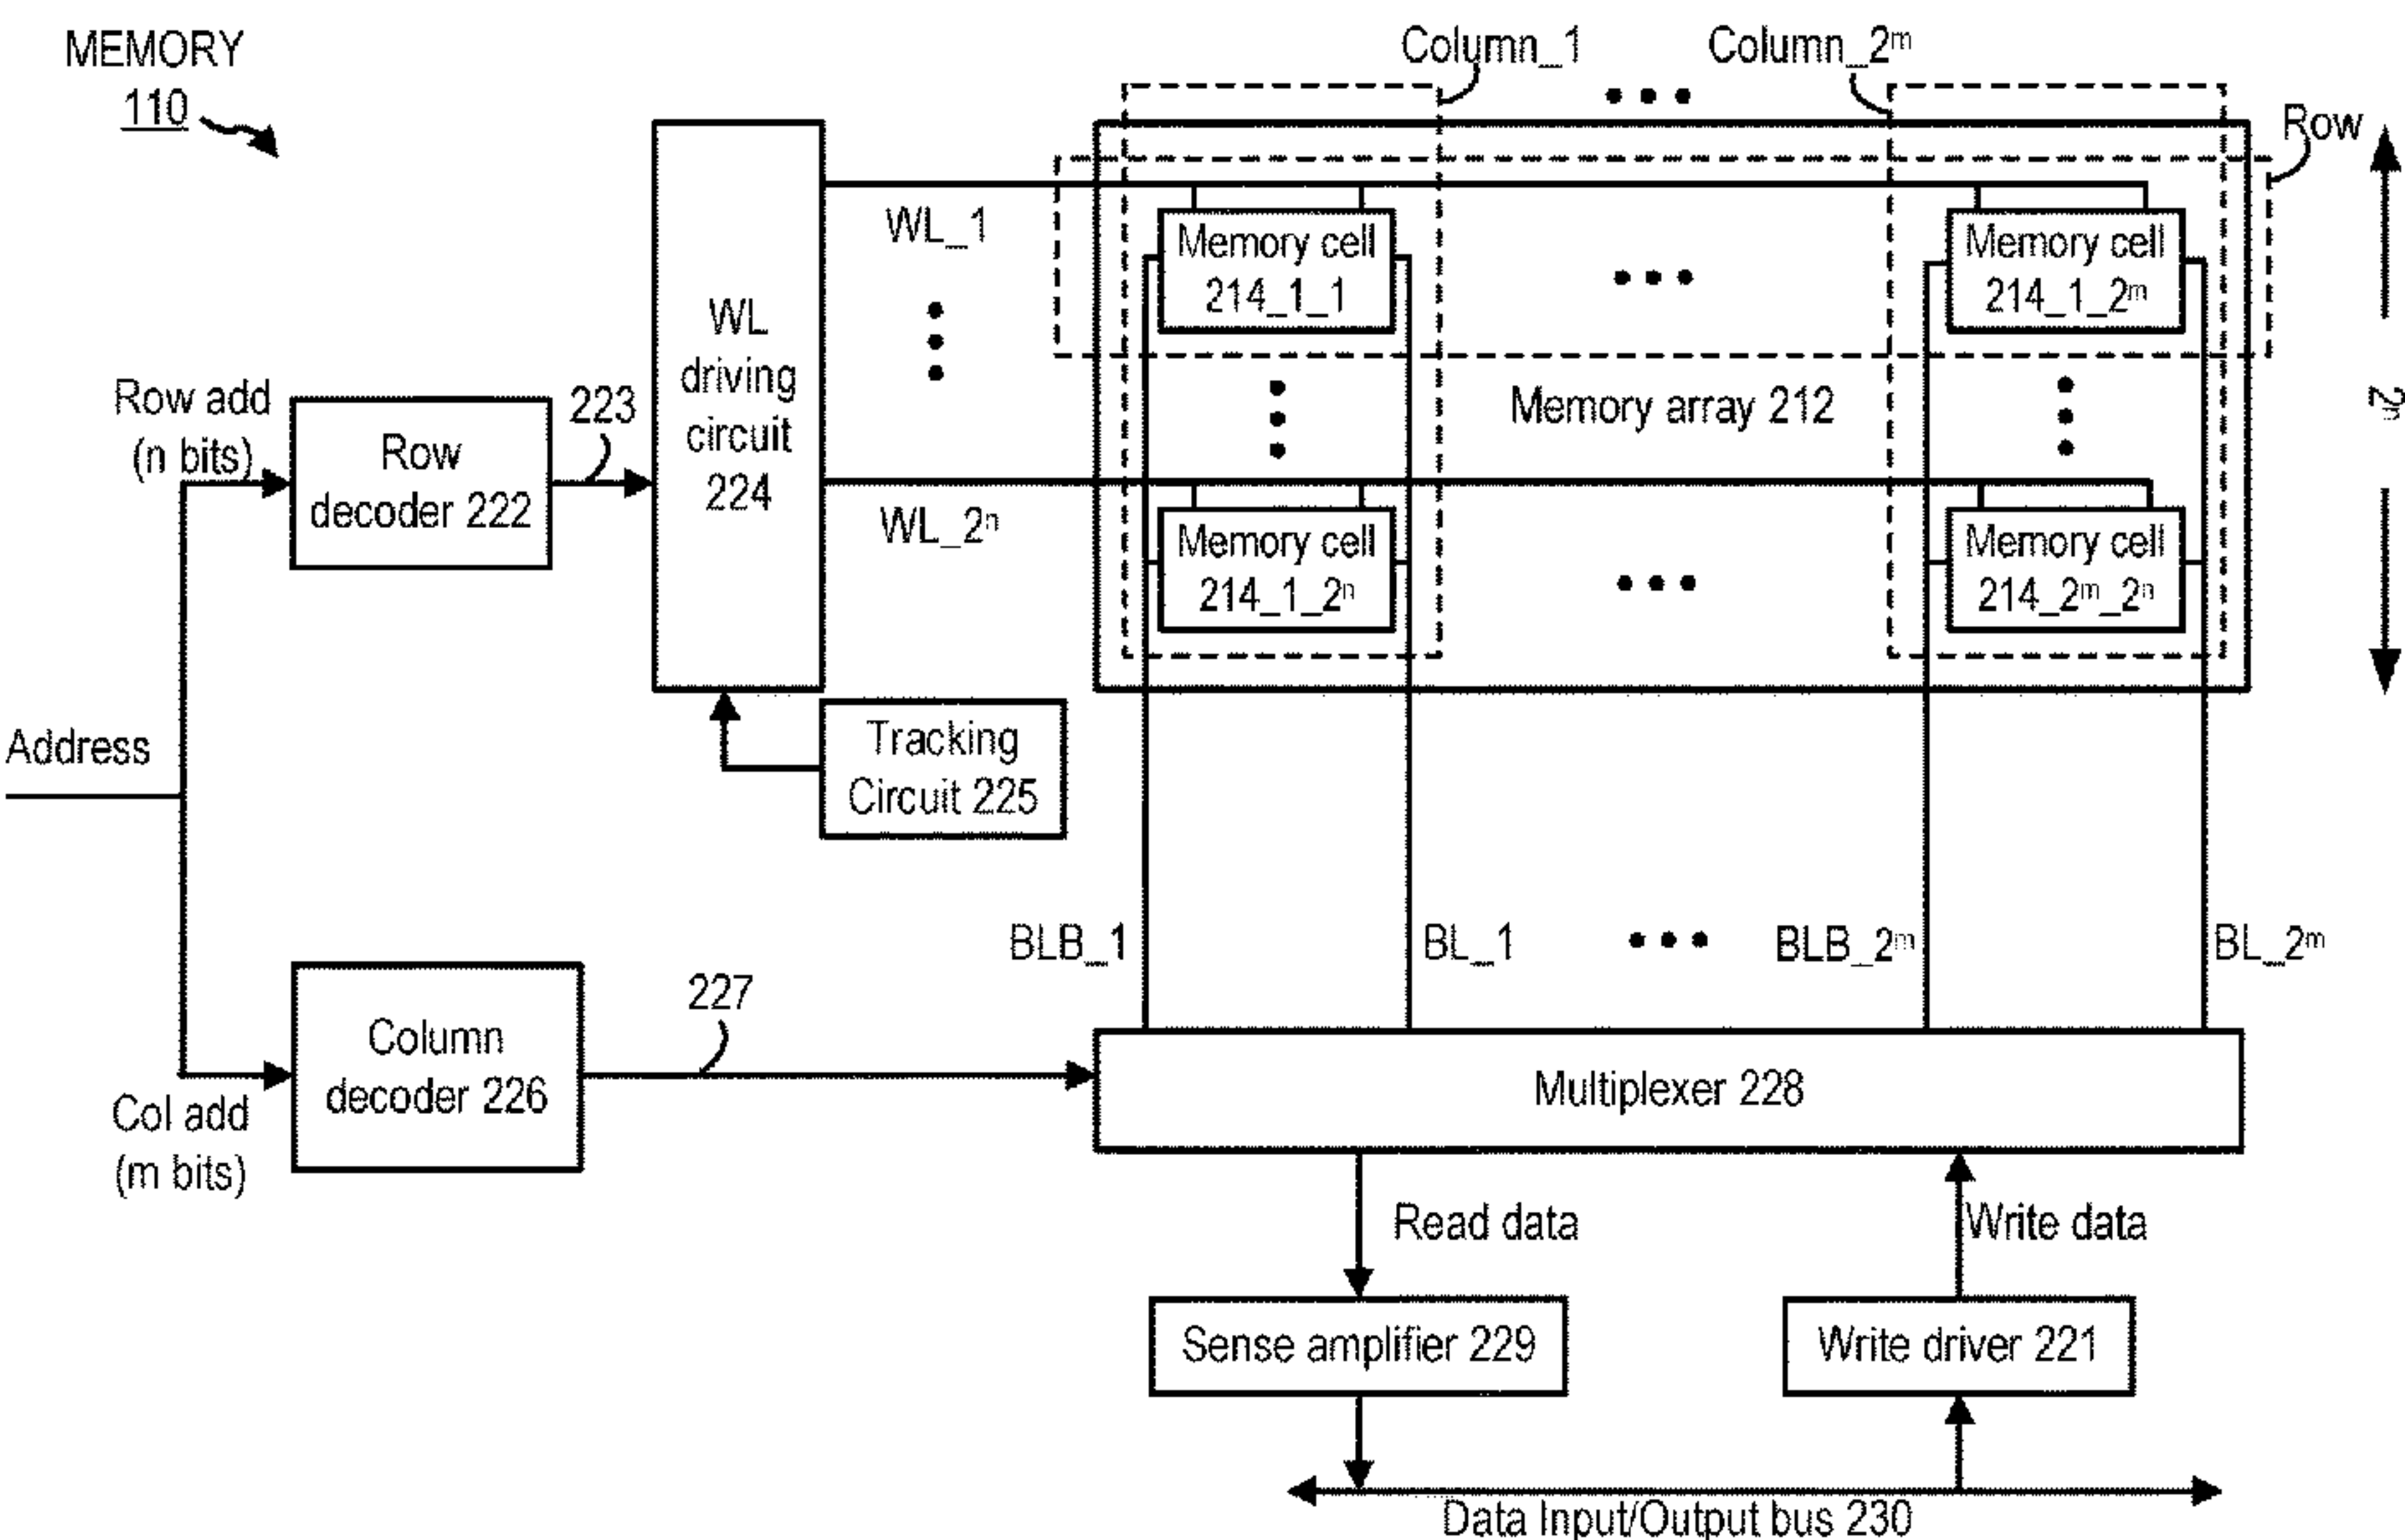 MEMORY
110
Column_1
Column_2ᵐ
Row
WL_1
Memory cell
214_1_1
Memory cell
214_1_2ᵐ
WL
driving
circuit
224
Memory array 212
2ⁿ
Row add
(n bits)
Row
decoder 222
223
WL_2ⁿ
Memory cell
214_1_2ⁿ
Memory cell
214_2ᵐ_2ⁿ
Address
Tracking
Circuit 225
BLB_1
BL_1
BLB_2ᵐ
BL_2ᵐ
Col add
(m bits)
Column
decoder 226
227
Multiplexer 228
Read data
Write data
Sense amplifier 229
Write driver 221
Data Input/Output bus 230